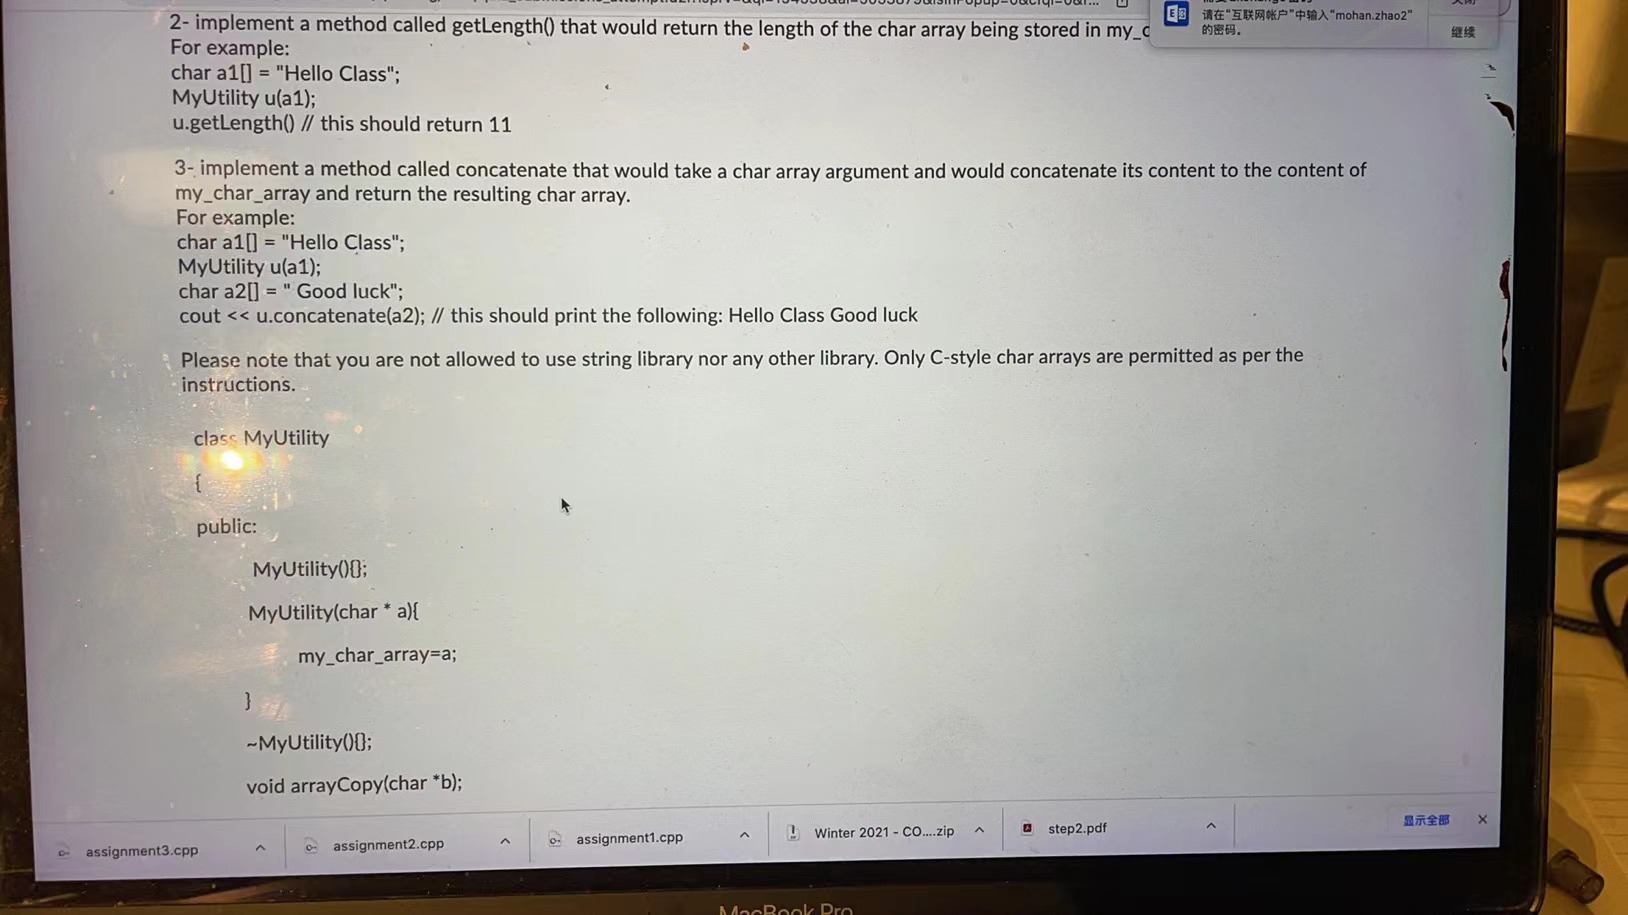 2- implement a method called getLength() that would return the length of the char array being stored in my_c
For example:
char a1[] = "Hello Class";
MyUtility u(a1);
u.getLength() // this should return 11
请在“互联网帐户”中输入“mohan.zhao2”
的密码。
继续
3- implement a method called concatenate that would take a char array argument and would concatenate its content to the content of
my_char_array and return the resulting char array.
For example:
char a1[] = "Hello Class";
MyUtility u(a1);
char a2[] = " Good luck";
cout << u.concatenate(a2); // this should print the following: Hello Class Good luck
Please note that you are not allowed to use string library nor any other library. Only C-style char arrays are permitted as per the
instructions.
class MyUtility
{
public:
MyUtility(){};
MyUtility(char * a){
my_char_array=a;
}
~MyUtility(){};
void arrayCopy(char *b);
assignment3.cpp
assignment2.cpp
assignment1.cpp
Winter 2021 - CO....zip
step2.pdf
显示全部
MacBook Pro